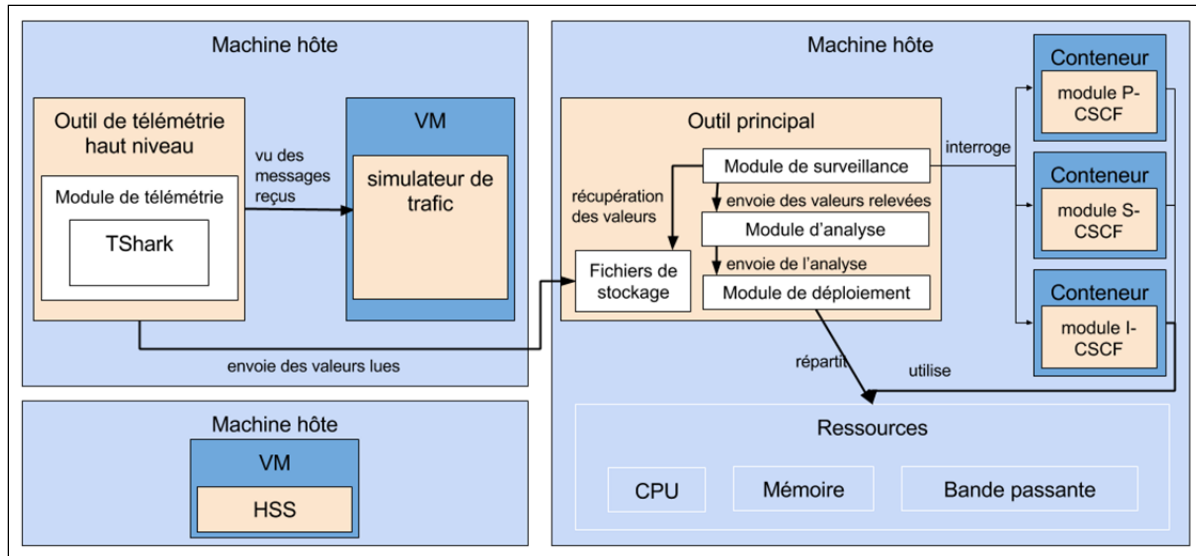 Machine hôte
Outil de télémétrie
haut niveau
Module de télémétrie
TShark
vu des
messages
reçus
VM
simulateur de
trafic
envoie des valeurs lues
Machine hôte
VM
HSS
Machine hôte
Outil principal
Module de surveillance
récupération
des valeurs
envoie des valeurs relevées
Module d'analyse
envoie de l'analyse
Fichiers de
stockage
Module de déploiement
interroge
Conteneur
module P-
CSCF
Conteneur
module S-
CSCF
Conteneur
module I-
CSCF
répartit
utilise
Ressources
CPU
Mémoire
Bande passante